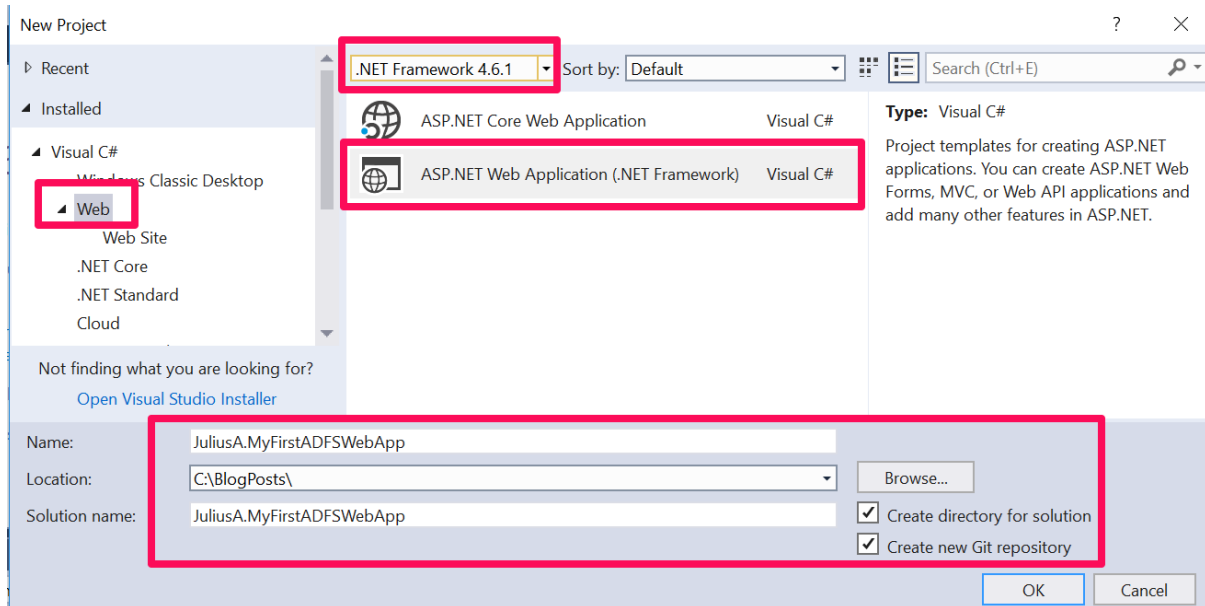 New Project
?
Recent
Installed
Visual C#
Windows Classic Desktop
Web
Web Site
.NET Core
.NET Standard
Cloud
Not finding what you are looking for?
Open Visual Studio Installer
.NET Framework 4.6.1
Sort by:
Default
Search (Ctrl+E)
ASP.NET Core Web Application
Visual C#
ASP.NET Web Application (.NET Framework)
Visual C#
Type: Visual C#
Project templates for creating ASP.NET
applications. You can create ASP.NET Web
Forms, MVC, or Web API applications and
add many other features in ASP.NET.
Name:
JuliusA.MyFirstADFSWebApp
Location:
C:\BlogPosts\
Browse...
Solution name:
JuliusA.MyFirstADFSWebApp
Create directory for solution
Create new Git repository
OK
Cancel